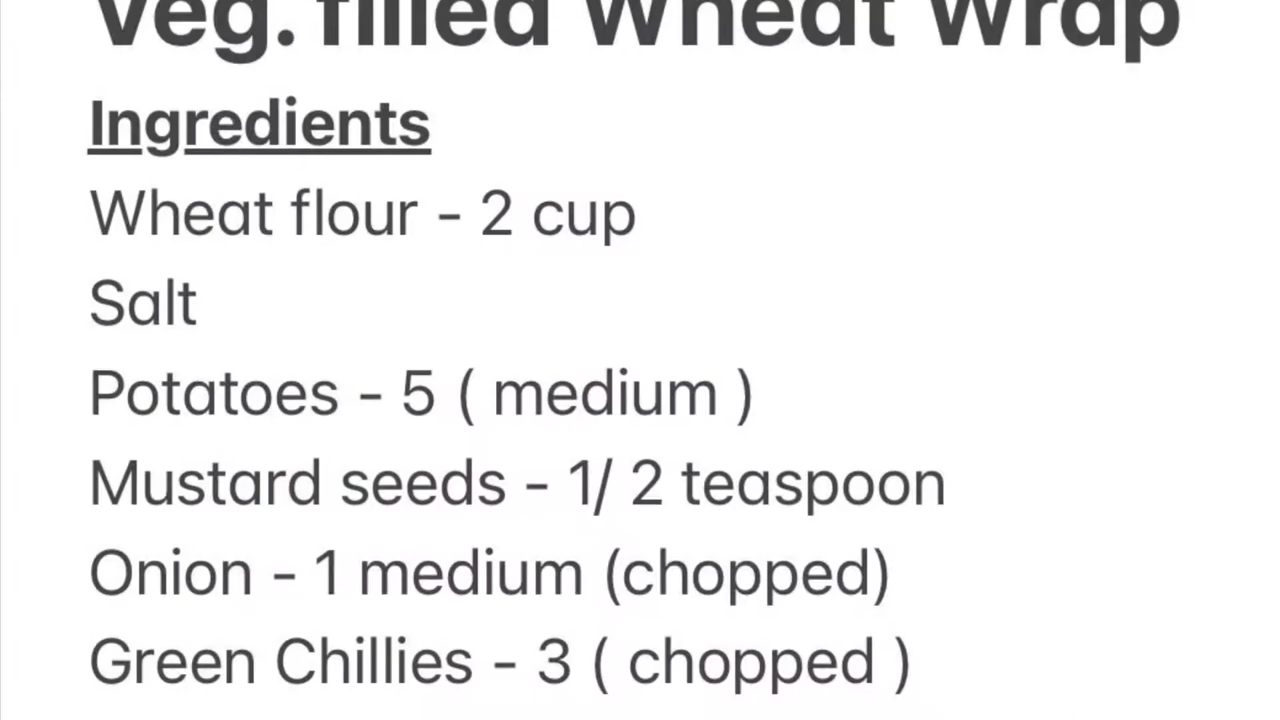 Veg. filled Wheat Wrap
Ingredients
Wheat flour - 2 cup
Salt
Potatoes - 5 ( medium )
Mustard seeds - 1/ 2 teaspoon
Onion - 1 medium (chopped)
Green Chillies - 3 ( chopped )